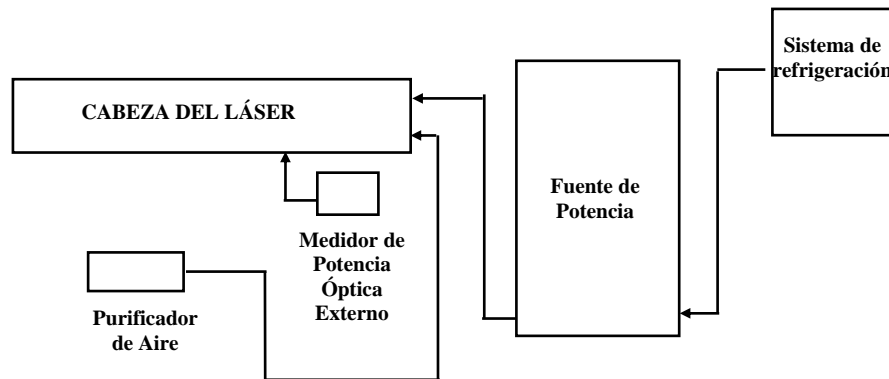 Sistema de
refrigeración
CABEZA DEL LÁSER
Fuente de
Potencia
Medidor de
Potencia
Óptica
Externo
Purificador
de Aire